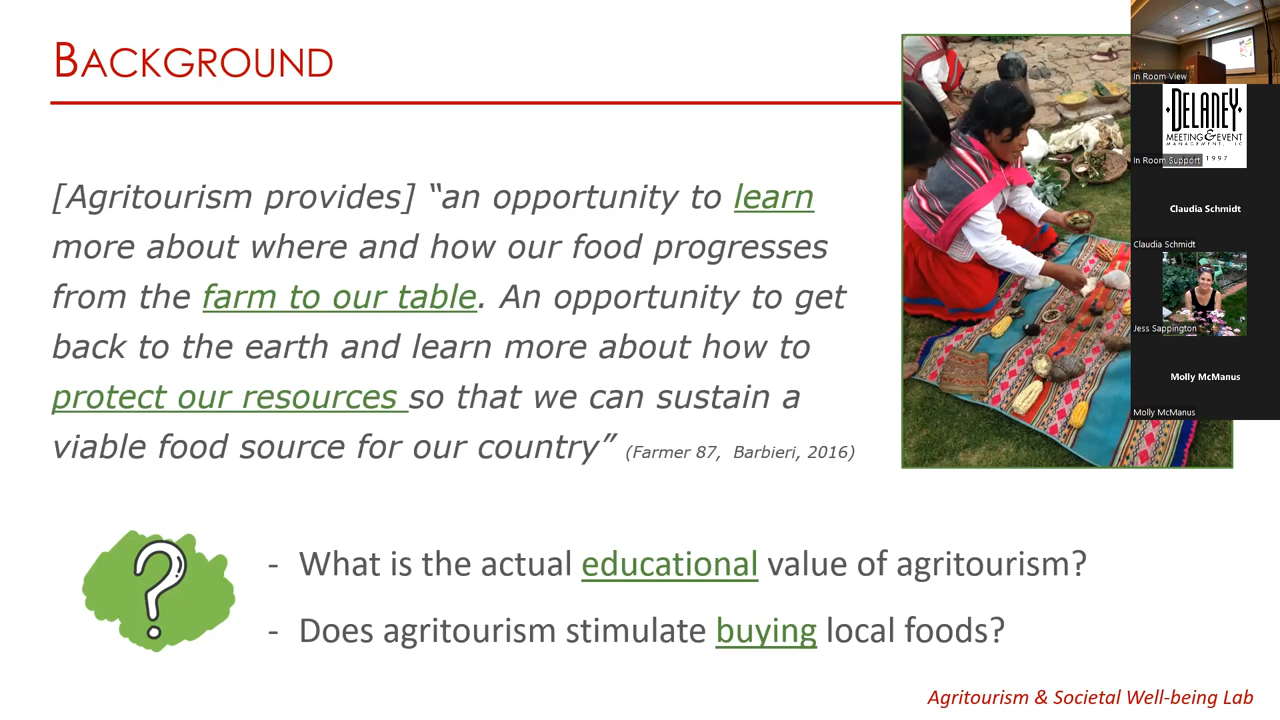 BACKGROUND
[Agritourism provides] “an opportunity to learn
more about where and how our food progresses
from the farm to our table. An opportunity to get
back to the earth and learn more about how to
protect our resources so that we can sustain a
viable food source for our country” (Farmer 87, Barbieri, 2016)
- What is the actual educational value of agritourism?
- Does agritourism stimulate buying local foods?
Agritourism & Societal Well-being Lab
In Room View
DELANEY
MEETING & EVENT
MANAGEMENT, LLC
1997
In Room Support
Claudia Schmidt
Claudia Schmidt
Jess Sappington
Molly McManus
Molly McManus